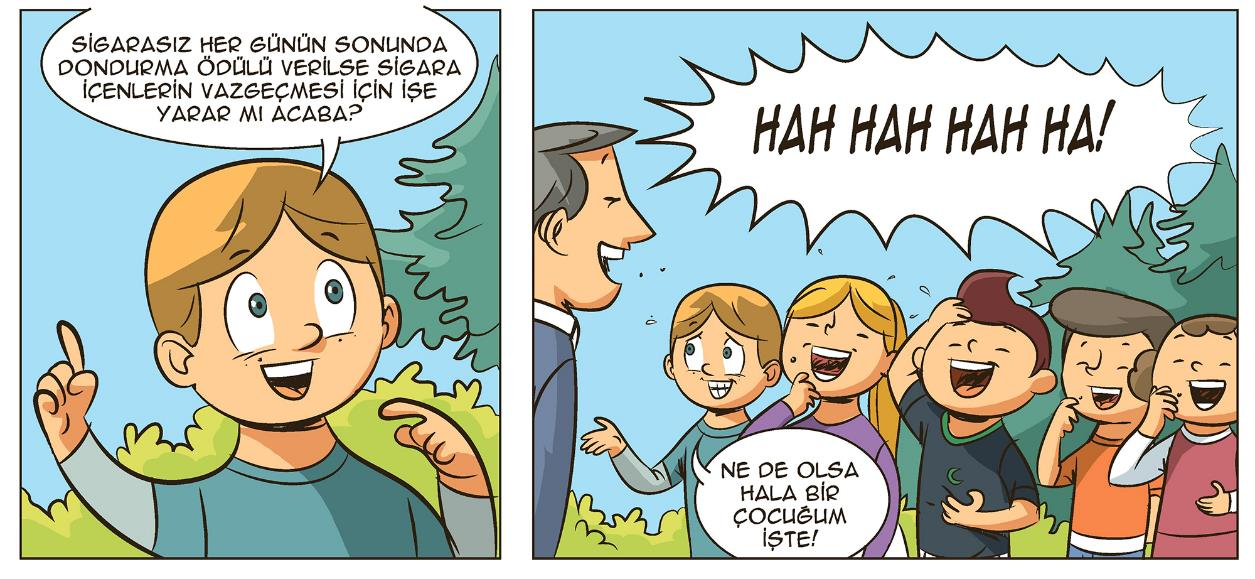 SİGARASIZ HER GÜNÜN SONUNDA
DONDURMA ÖDÜLÜ VERİLSE SİGARA
İÇENLERİN VAZGEÇMESİ İÇİN İŞE
YARAR MI ACABA?
HAH HAH HAH HA!
NE DE OLSA
HALA BİR
ÇOCUĞUM
İŞTE!